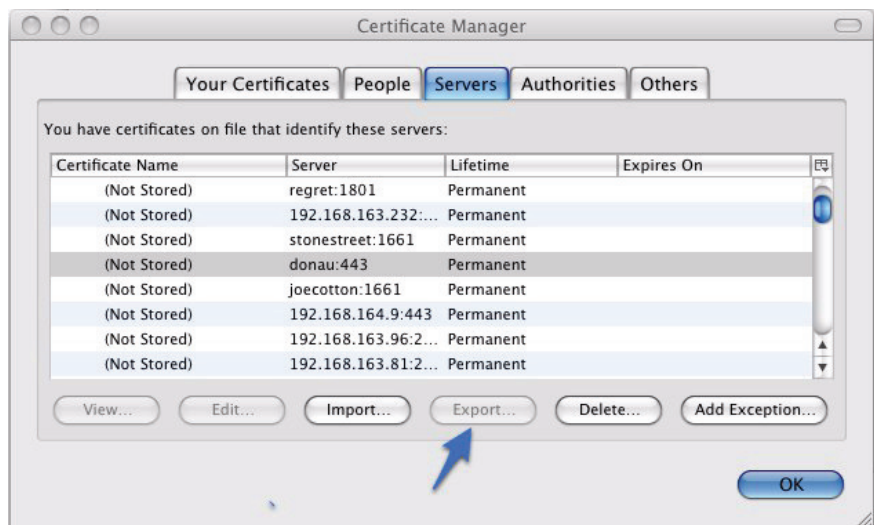 Certificate Manager
Your Certificates People Servers Authorities Others
You have certificates on file that identify these servers:
Certificate Name Server Lifetime Expires On
(Not Stored) regret:1801 Permanent
(Not Stored) 192.168.163.232:... Permanent
(Not Stored) stonestreet:1661 Permanent
(Not Stored) donau:443 Permanent
(Not Stored) joecotton:1661 Permanent
(Not Stored) 192.168.164.9:443 Permanent
(Not Stored) 192.168.163.96:2... Permanent
(Not Stored) 192.168.163.81:2... Permanent
View... Edit... Import... Export... Delete... Add Exception...
OK